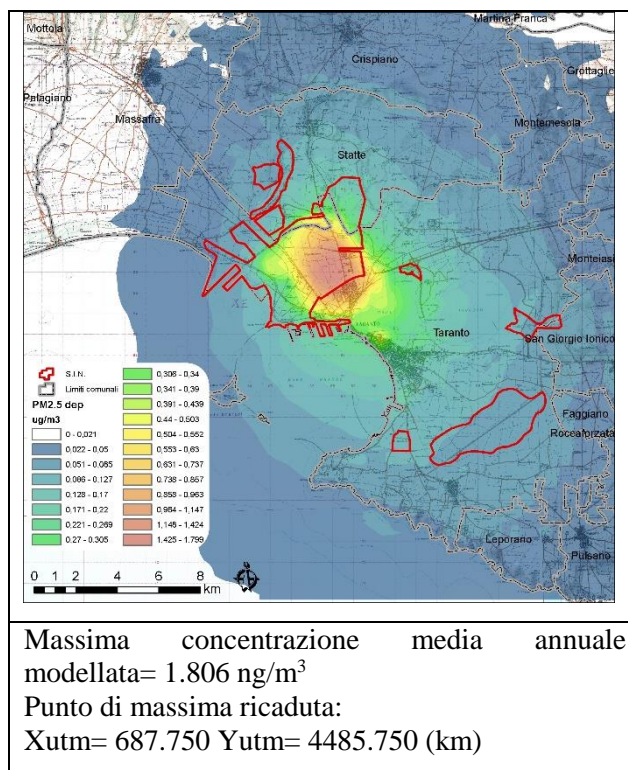 Mottola
Martina Franca
Crispiano
Grottaglie
Palagiano
Massafra
Montemesola
Statte
Monteiasi
Taranto
San Giorgio Ionico
Faggiano
Roccaforzata
Leporano
Pulsano
S.I.N.
Limiti comunali
PM2.5 dep
ug/m3
0 - 0,021
0,022 - 0,05
0,051 - 0,085
0,086 - 0,127
0,128 - 0,17
0,171 - 0,22
0,221 - 0,269
0,27 - 0,305
0,306 - 0,34
0,341 - 0,39
0,391 - 0,439
0,44 - 0,503
0,504 - 0,552
0,553 - 0,63
0,631 - 0,737
0,738 - 0,857
0,858 - 0,963
0,964 - 1,147
1,148 - 1,424
1,425 - 1,799
0 1 2 4 6 8
km
Massima concentrazione media annuale
modellata= 1.806 ng/m³
Punto di massima ricaduta:
Xutm= 687.750 Yutm= 4485.750 (km)